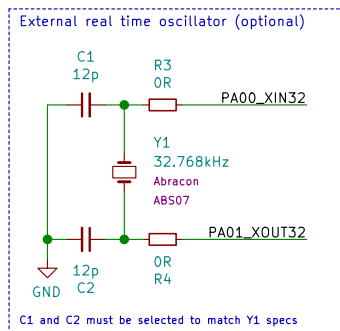 External real time oscillator (optional)
C1
12p
R3
0R
PA00_XIN32
Y1
32.768kHz
Abracon
ABS07
PA01_XOUT32
12p
C2
0R
R4
GND
C1 and C2 must be selected to match Y1 specs